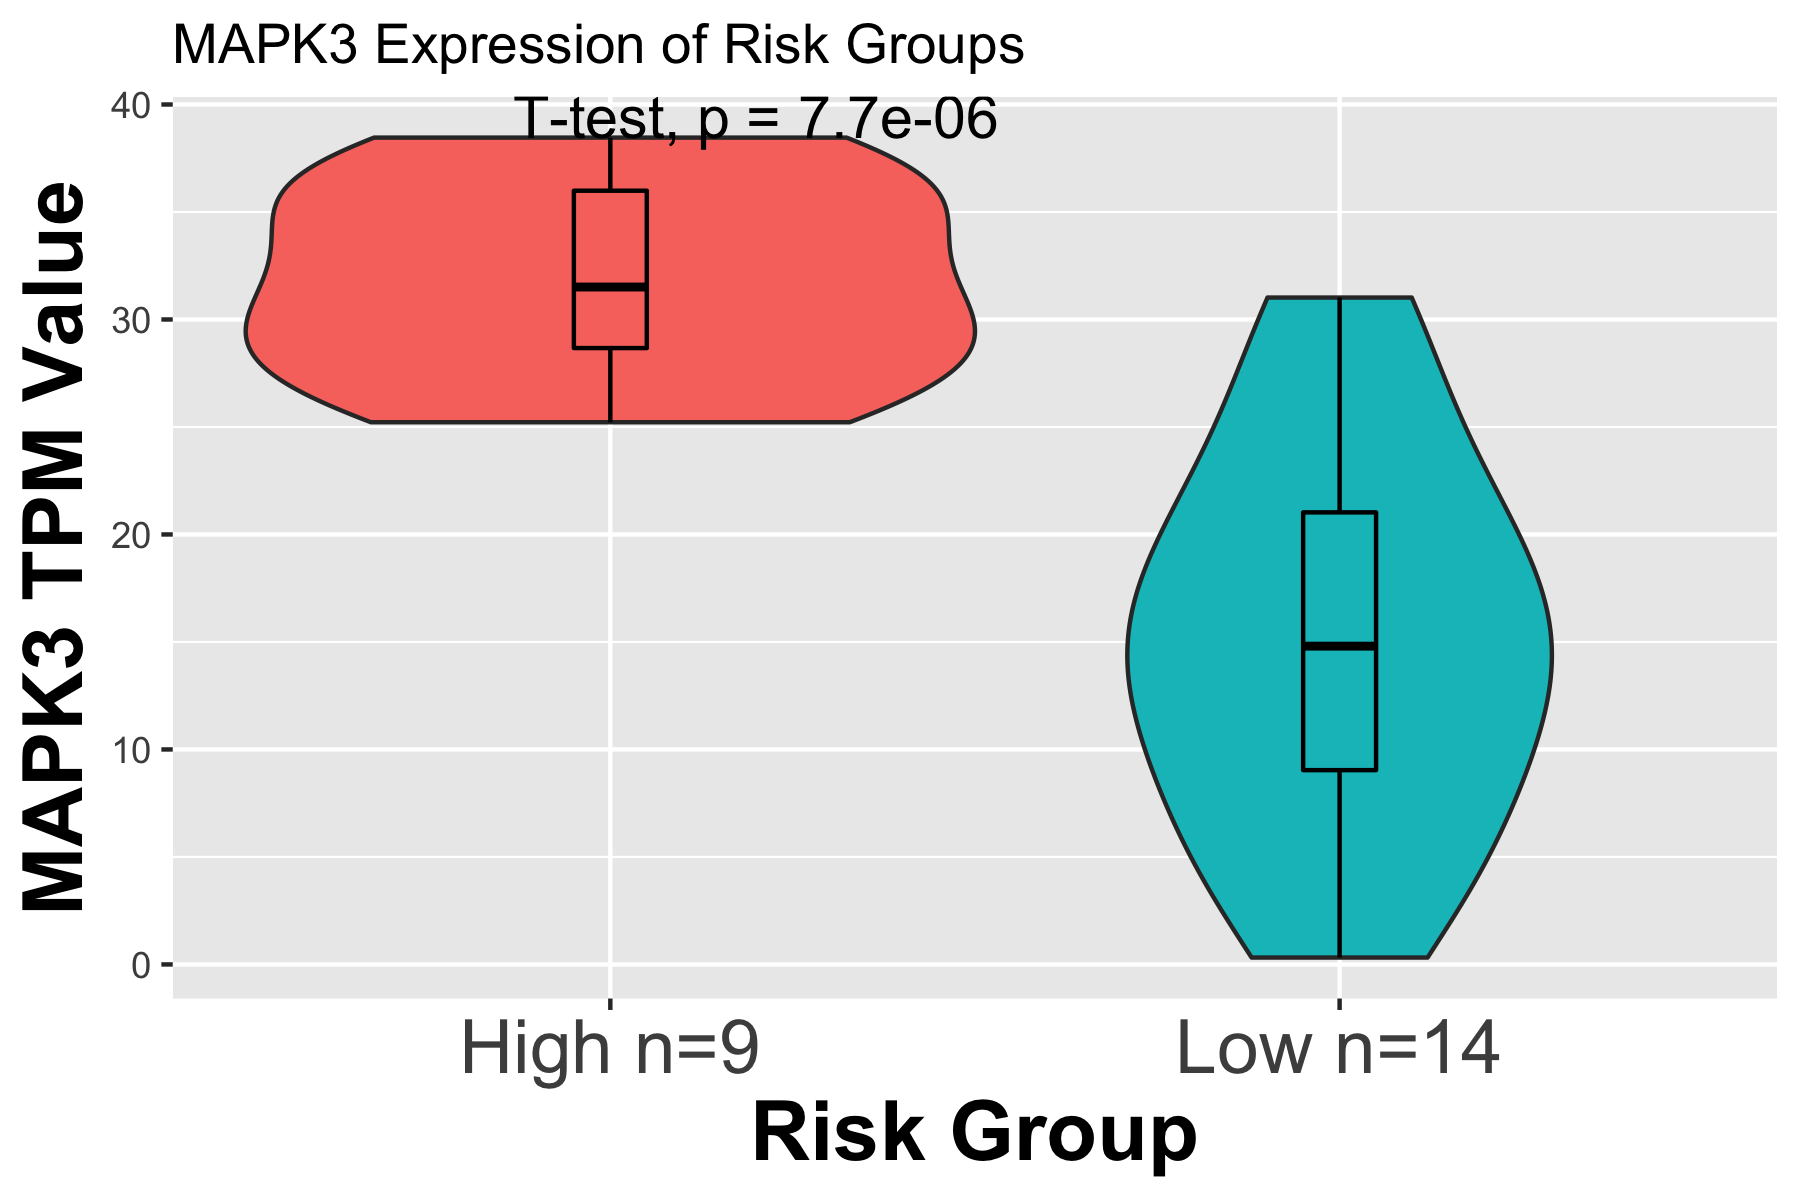 MAPK3 Expression of Risk Groups
T-test, p = 7.7e-06
MAPK3 TPM Value
40
30
20
10
0
High n=9
Low n=14
Risk Group